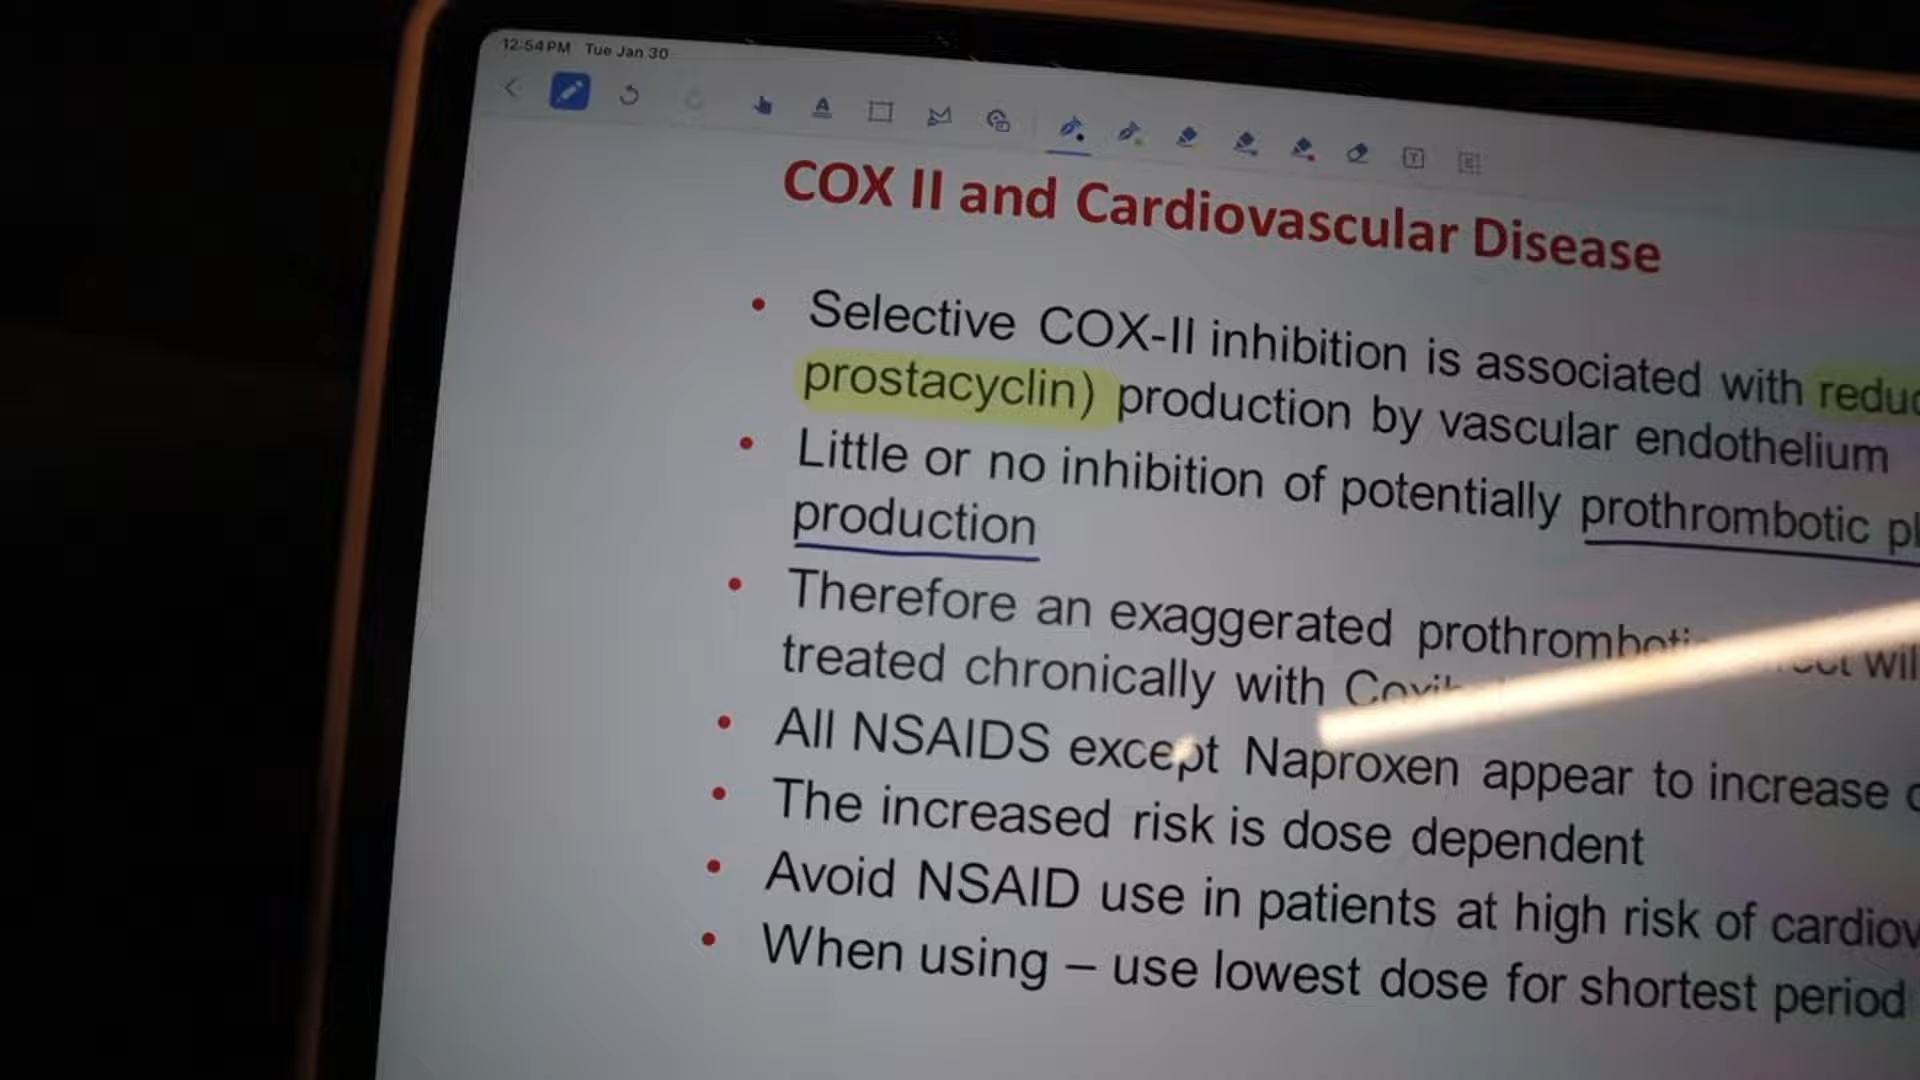 12:54 PM Tue Jan 30
COX II and Cardiovascular Disease
• Selective COX-II inhibition is associated with
prostacyclin) production by vascular endothelium
• Little or no inhibition of potentially prothrombotic
production
• Therefore an exaggerated
treated chronically with
• All NSAIDS except Naproxen appear to increase
• The increased risk is dose dependent
• Avoid NSAID use in patients at high risk of
• When using – use lowest dose for shortest period